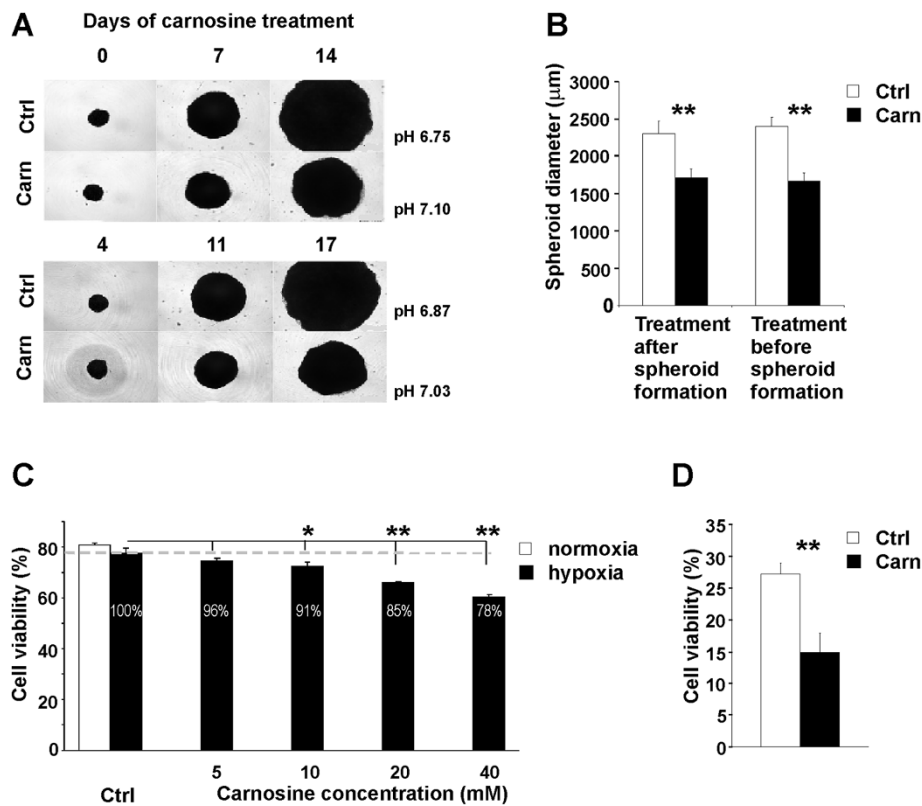 A
Days of carnosine treatment
0 7 14
Ctrl
pH 6.75
Carn
pH 7.10
4 11 17
Ctrl
pH 6.87
Carn
pH 7.03
B
Spheroid diameter (μm)
3000
2500
2000
1500
1000
500
0
** **
Ctrl
Carn
Treatment after spheroid formation
Treatment before spheroid formation
C
Cell viability (%)
80
60
40
20
0
* ** **
normoxia
hypoxia
100% 96% 91% 85% 78%
5 10 20 40
Ctrl Carnosine concentration (mM)
D
Cell viability (%)
35
30
25
20
15
10
5
0
**
Ctrl
Carn